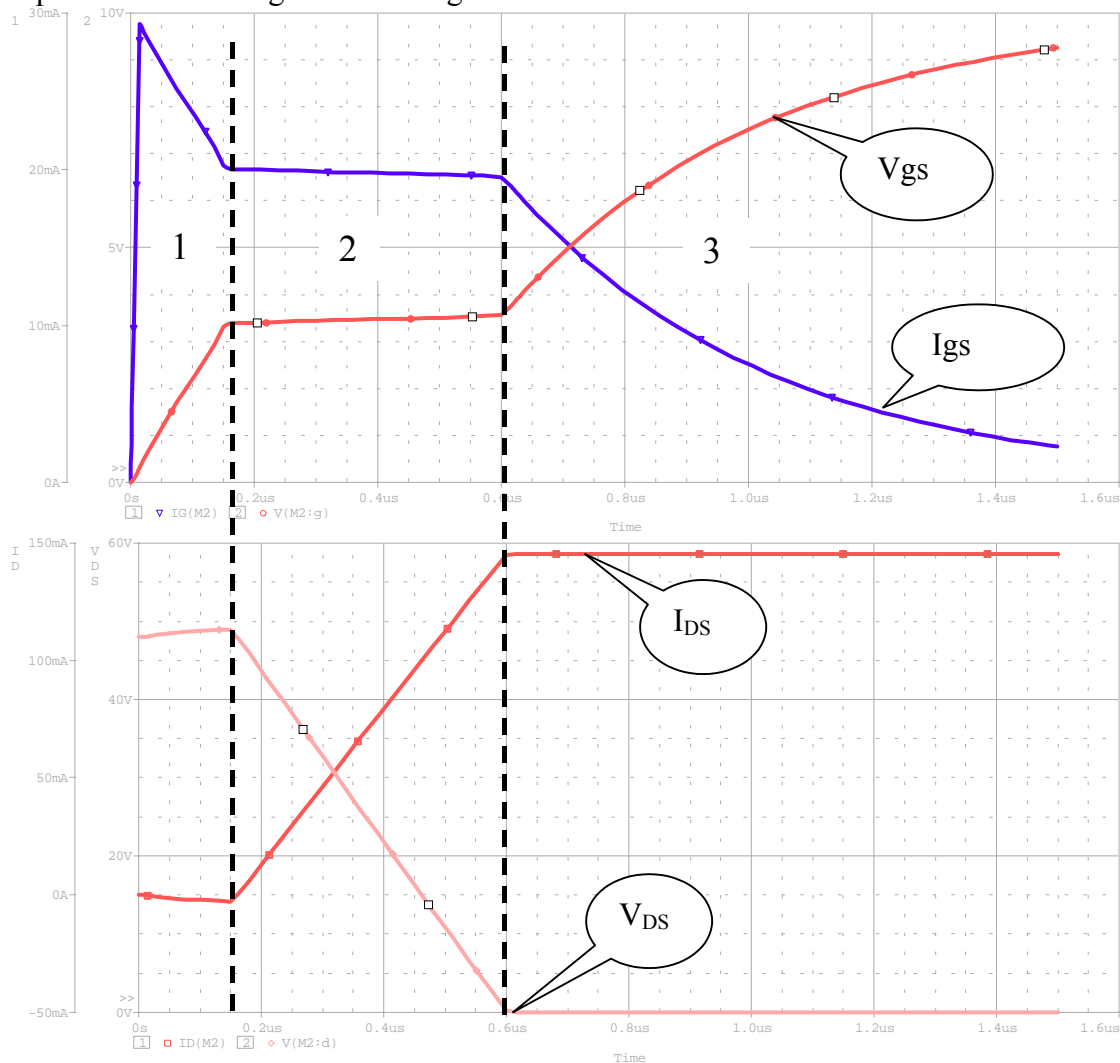 1 30mA 2 10V
20mA
5V
10mA
>>
0A 0V
1
2
3
Vgs
Igs
0s 0.2us 0.4us 0.6us 0.8us 1.0us 1.2us 1.4us 1.6us
1 IG(M2) 2 V(M2:g)
Time
ID 150mA VDS 60V
100mA
40V
50mA
20V
0A
>>
-50mA 0V
IDS
VDS
0s 0.2us 0.4us 0.6us 0.8us 1.0us 1.2us 1.4us 1.6us
1 ID(M2) 2 V(M2:d)
Time